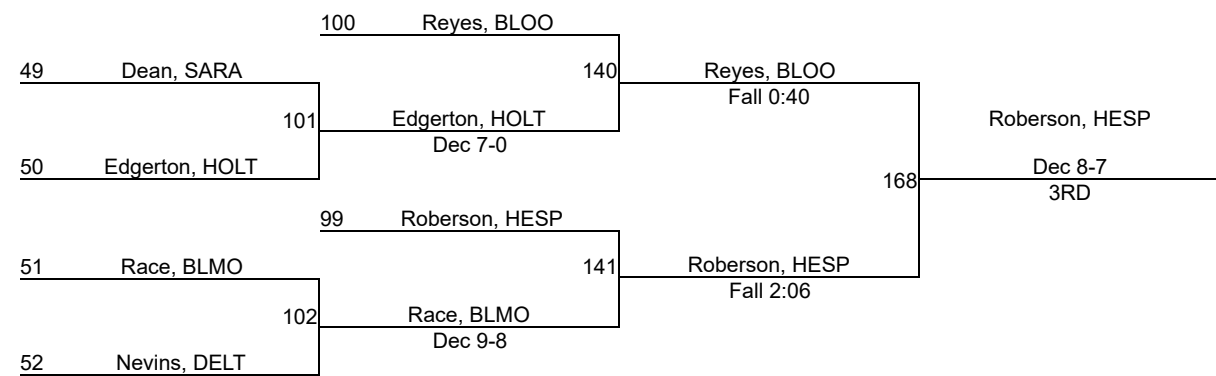 100 Reyes, BLOO
49 Dean, SARA
140 Reyes, BLOO
Fall 0:40
101 Edgerton, HOLT
Dec 7-0
Roberson, HESP
50 Edgerton, HOLT
Dec 8-7
168
3RD
99 Roberson, HESP
51 Race, BLMO
141 Roberson, HESP
Fall 2:06
102 Race, BLMO
Dec 9-8
52 Nevins, DELT